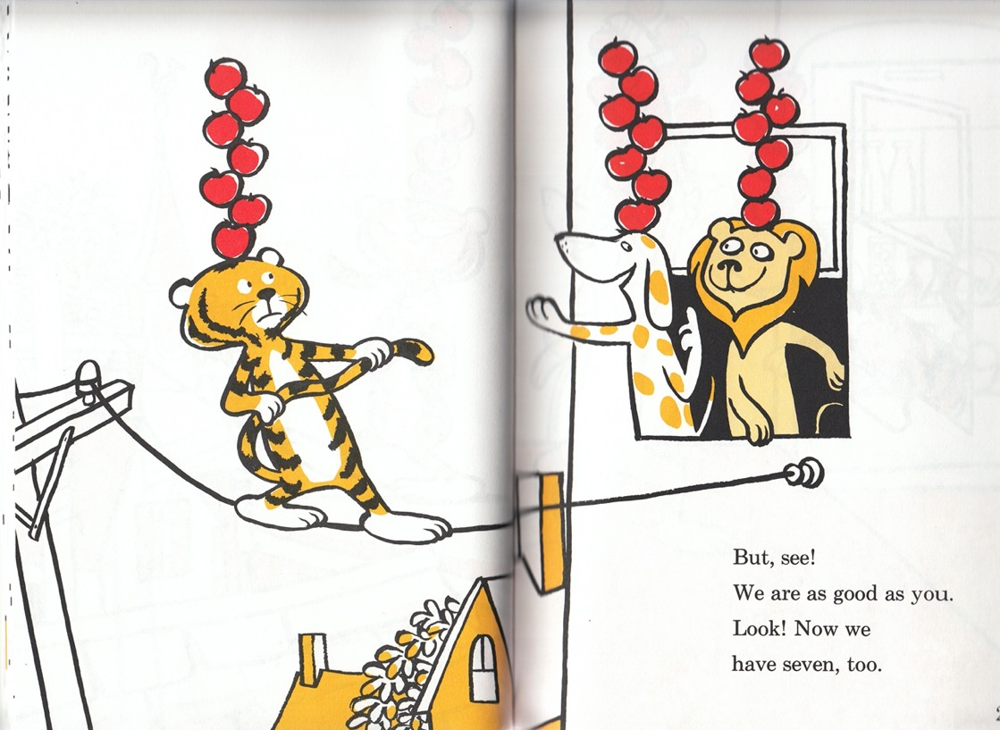 But, see!
We are as good as you.
Look! Now we
have seven, too.